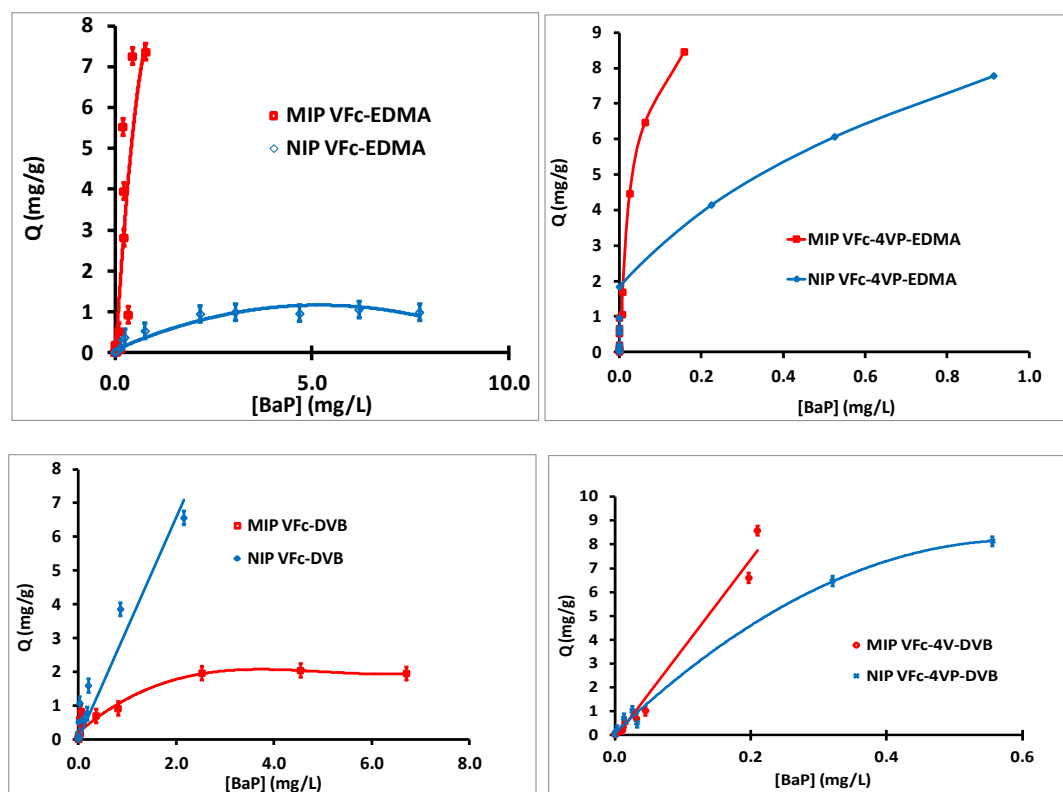 8
7
6
5
4
3
2
1
0
Q (mg/g)
MIP VFc-EDMA
NIP VFc-EDMA
0.0 5.0 10.0
[BaP] (mg/L)
9
8
7
6
5
4
3
2
1
0
Q (mg/g)
MIP VFc-4VP-EDMA
NIP VFc-4VP-EDMA
0.0 0.2 0.4 0.6 0.8 1.0
[BaP] (mg/L)
8
7
6
5
4
3
2
1
0
Q (mg/g)
MIP VFc-DVB
NIP VFc-DVB
0.0 2.0 4.0 6.0 8.0
[BaP] (mg/L)
10
9
8
7
6
5
4
3
2
1
0
Q (mg/g)
MIP VFc-4V-DVB
NIP VFc-4VP-DVB
0.0 0.2 0.4 0.6
[BaP] (mg/L)